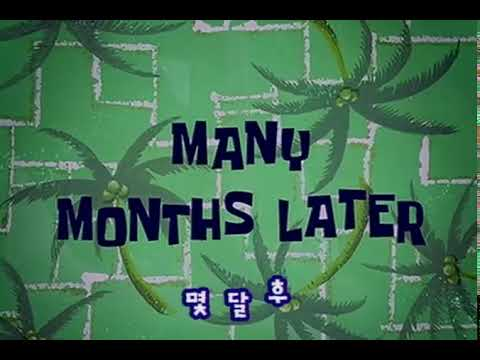 MANY
MONTHS LATER
몇 달 후